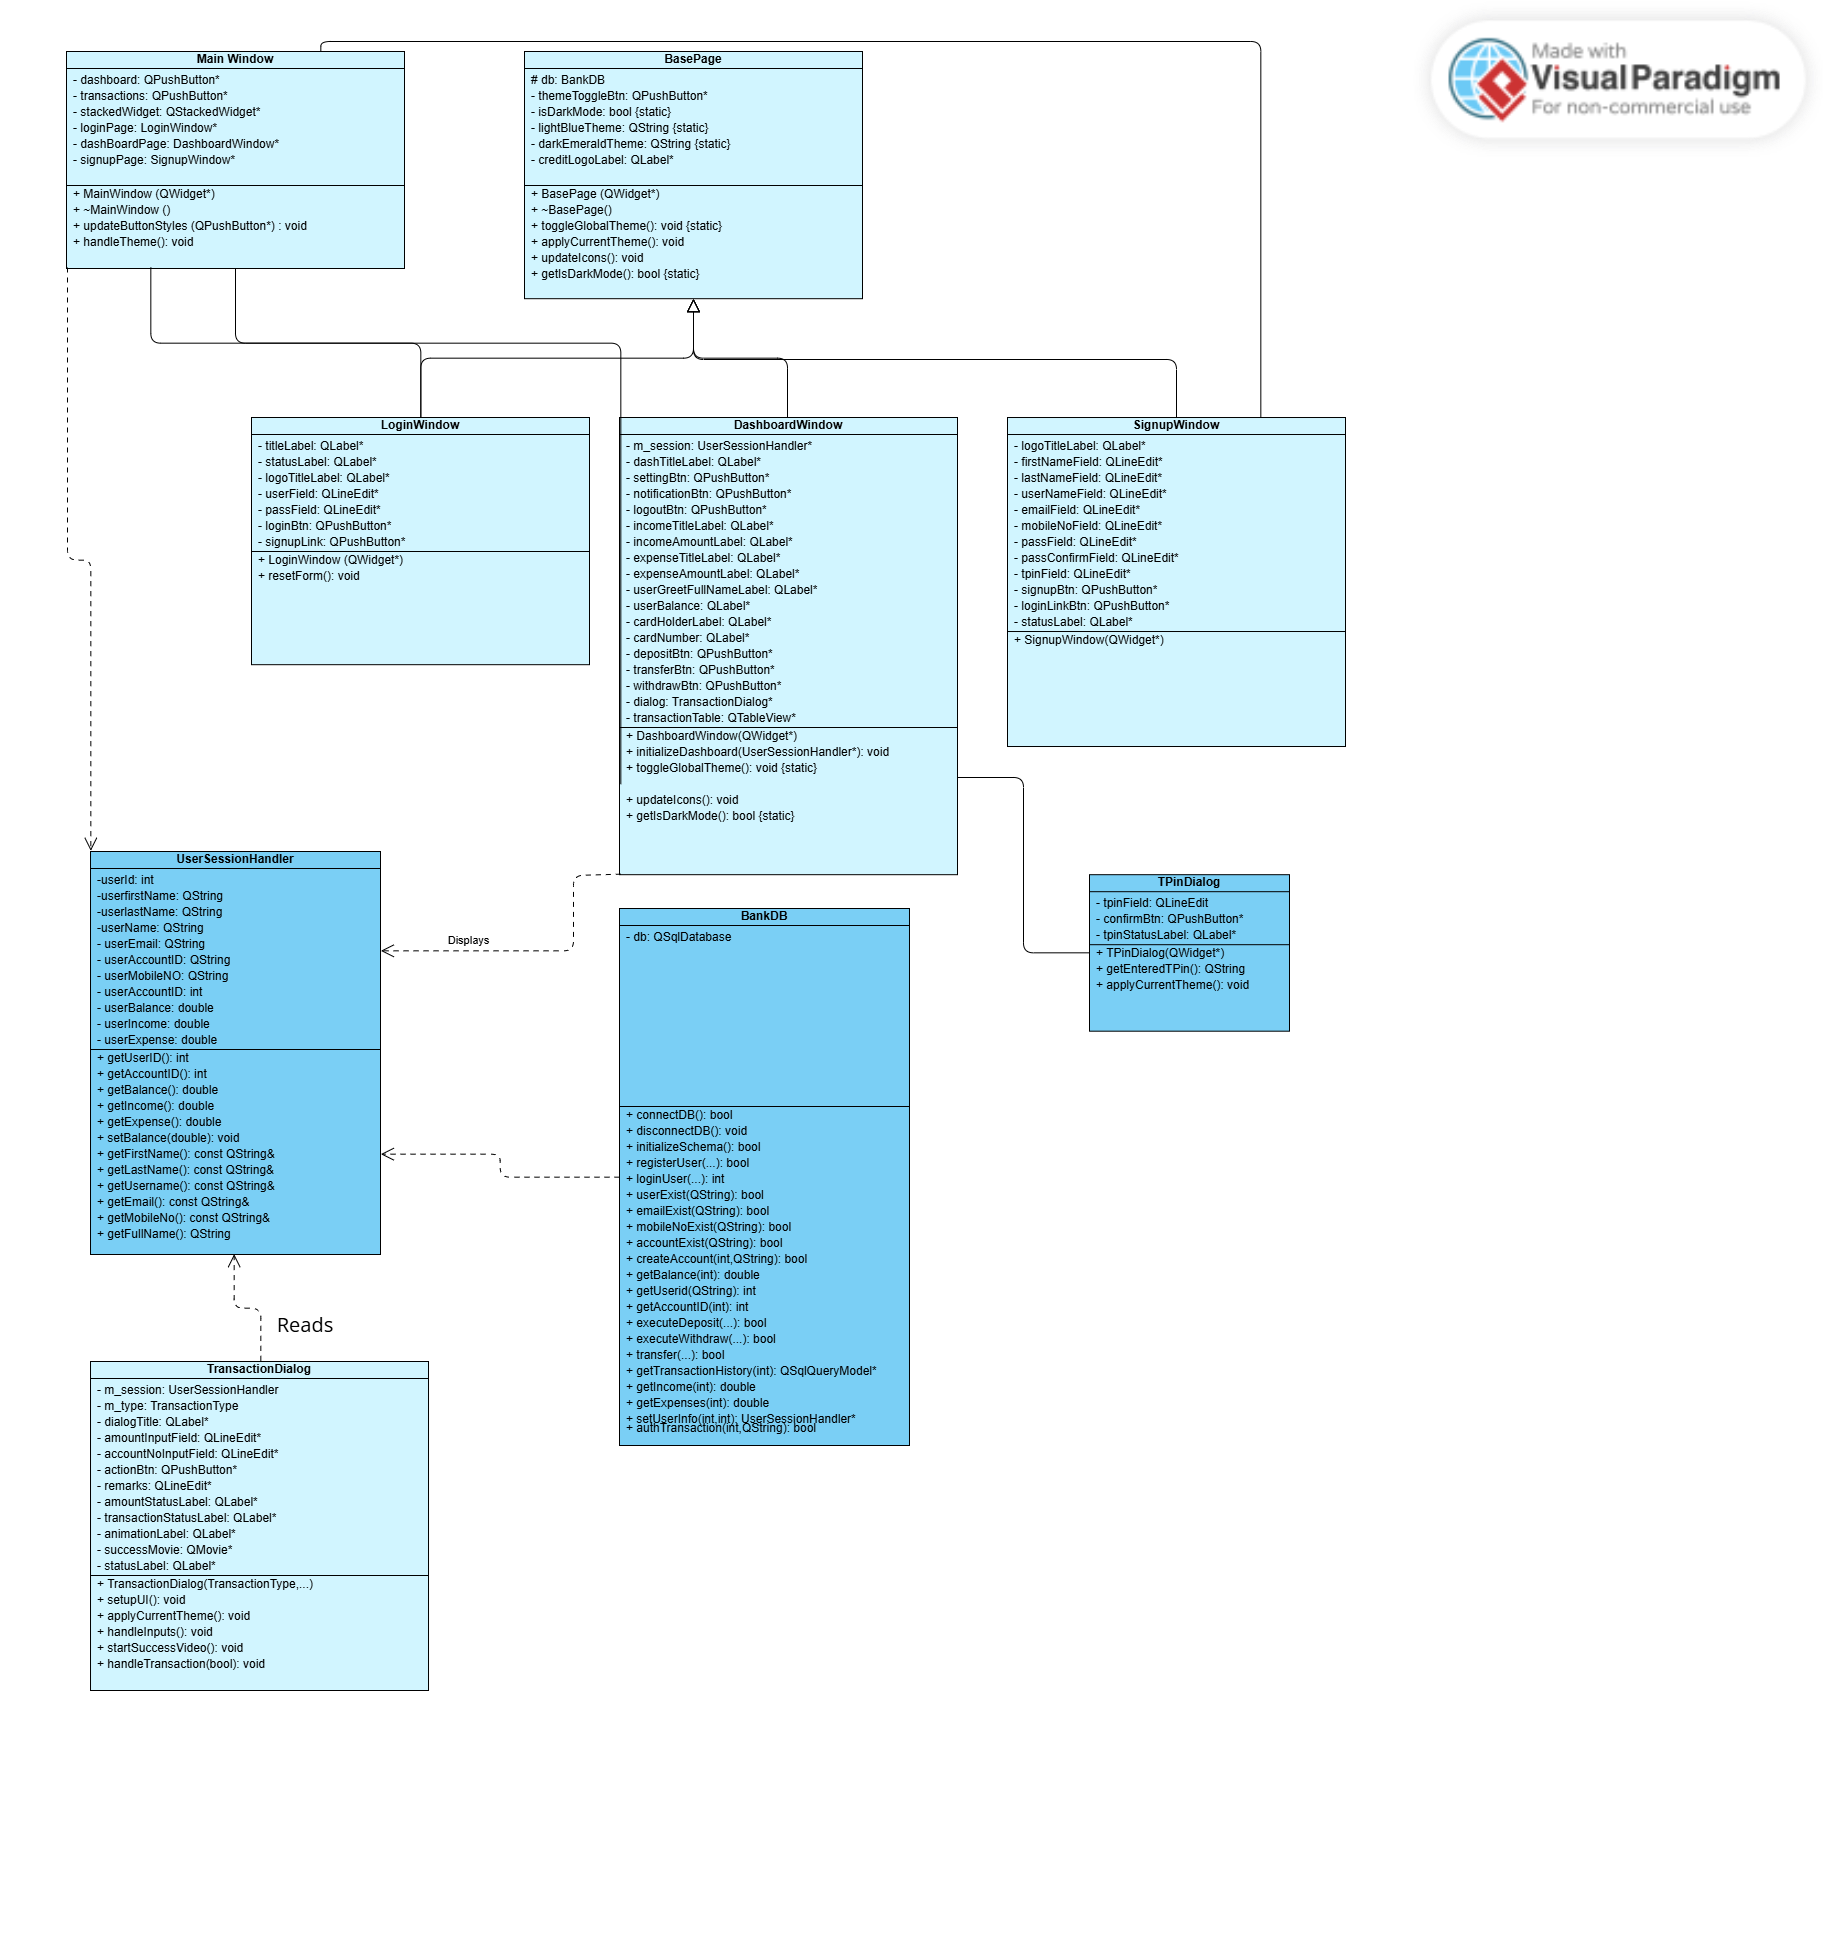 Made with
Visual Paradigm
For non-commercial use
Main Window
- dashboard: QPushButton*
- transactions: QPushButton*
- stackedWidget: QStackedWidget*
- loginPage: LoginWindow*
- dashBoardPage: DashboardWindow*
- signupPage: SignupWindow*
+ MainWindow (QWidget*)
+ ~MainWindow ()
+ updateButtonStyles (QPushButton*) : void
+ handleTheme(): void
BasePage
# db: BankDB
- themeToggleBtn: QPushButton*
- isDarkMode: bool {static}
- lightBlueTheme: QString {static}
- darkEmeraldTheme: QString {static}
- creditLogoLabel: QLabel*
+ BasePage (QWidget*)
+ ~BasePage()
+ toggleGlobalTheme(): void {static}
+ applyCurrentTheme(): void
+ updateIcons(): void
+ getIsDarkMode(): bool {static}
LoginWindow
- titleLabel: QLabel*
- statusLabel: QLabel*
- logoTitleLabel: QLabel*
- userField: QLineEdit*
- passField: QLineEdit*
- loginBtn: QPushButton*
- signupLink: QPushButton*
+ LoginWindow (QWidget*)
+ resetForm(): void
DashboardWindow
- m_session: UserSessionHandler*
- dashTitleLabel: QLabel*
- settingBtn: QPushButton*
- notificationBtn: QPushButton*
- logoutBtn: QPushButton*
- incomeTitleLabel: QLabel*
- incomeAmountLabel: QLabel*
- expenseTitleLabel: QLabel*
- expenseAmountLabel: QLabel*
- userGreetFullNameLabel: QLabel*
- userBalance: QLabel*
- cardHolderLabel: QLabel*
- cardNumber: QLabel*
- depositBtn: QPushButton*
- transferBtn: QPushButton*
- withdrawBtn: QPushButton*
- dialog: TransactionDialog*
- transactionTable: QTableView*
+ DashboardWindow(QWidget*)
+ initializeDashboard(UserSessionHandler*): void
+ toggleGlobalTheme(): void {static}
+ updateIcons(): void
+ getIsDarkMode(): bool {static}
SignupWindow
- logoTitleLabel: QLabel*
- firstNameField: QLineEdit*
- lastNameField: QLineEdit*
- userNameField: QLineEdit*
- emailField: QLineEdit*
- mobileNoField: QLineEdit*
- passField: QLineEdit*
- passConfirmField: QLineEdit*
- tpinField: QLineEdit*
- signupBtn: QPushButton*
- loginLinkBtn: QPushButton*
- statusLabel: QLabel*
+ SignupWindow(QWidget*)
UserSessionHandler
-userId: int
-userfirstName: QString
-userlastName: QString
-userName: QString
- userEmail: QString
- userAccountID: QString
- userMobileNO: QString
- userAccountID: int
- userBalance: double
- userIncome: double
- userExpense: double
+ getUserID(): int
+ getAccountID(): int
+ getBalance(): double
+ getIncome(): double
+ getExpense(): double
+ setBalance(double): void
+ getFirstName(): const QString&
+ getLastName(): const QString&
+ getUsername(): const QString&
+ getEmail(): const QString&
+ getMobileNo(): const QString&
+ getFullName(): QString
Displays
BankDB
- db: QSqlDatabase
+ connectDB(): bool
+ disconnectDB(): void
+ initializeSchema(): bool
+ registerUser(...): bool
+ loginUser(...): int
+ userExist(QString): bool
+ emailExist(QString): bool
+ mobileNoExist(QString): bool
+ accountExist(QString): bool
+ createAccount(int,QString): bool
+ getBalance(int): double
+ getUserid(QString): int
+ getAccountID(int): int
+ executeDeposit(...): bool
+ executeWithdraw(...): bool
+ transfer(...): bool
+ getTransactionHistory(int): QSqlQueryModel*
+ getIncome(int): double
+ getExpenses(int): double
+ setUserInfo(int,int): UserSessionHandler*
+ authTransaction(int,QString): bool
TPinDialog
- tpinField: QLineEdit
- confirmBtn: QPushButton*
- tpinStatusLabel: QLabel*
+ TPinDialog(QWidget*)
+ getEnteredTPin(): QString
+ applyCurrentTheme(): void
Reads
TransactionDialog
- m_session: UserSessionHandler
- m_type: TransactionType
- dialogTitle: QLabel*
- amountInputField: QLineEdit*
- accountNoInputField: QLineEdit*
- actionBtn: QPushButton*
- remarks: QLineEdit*
- amountStatusLabel: QLabel*
- transactionStatusLabel: QLabel*
- animationLabel: QLabel*
- successMovie: QMovie*
- statusLabel: QLabel*
+ TransactionDialog(TransactionType,...)
+ setupUI(): void
+ applyCurrentTheme(): void
+ handleInputs(): void
+ startSuccessVideo(): void
+ handleTransaction(bool): void